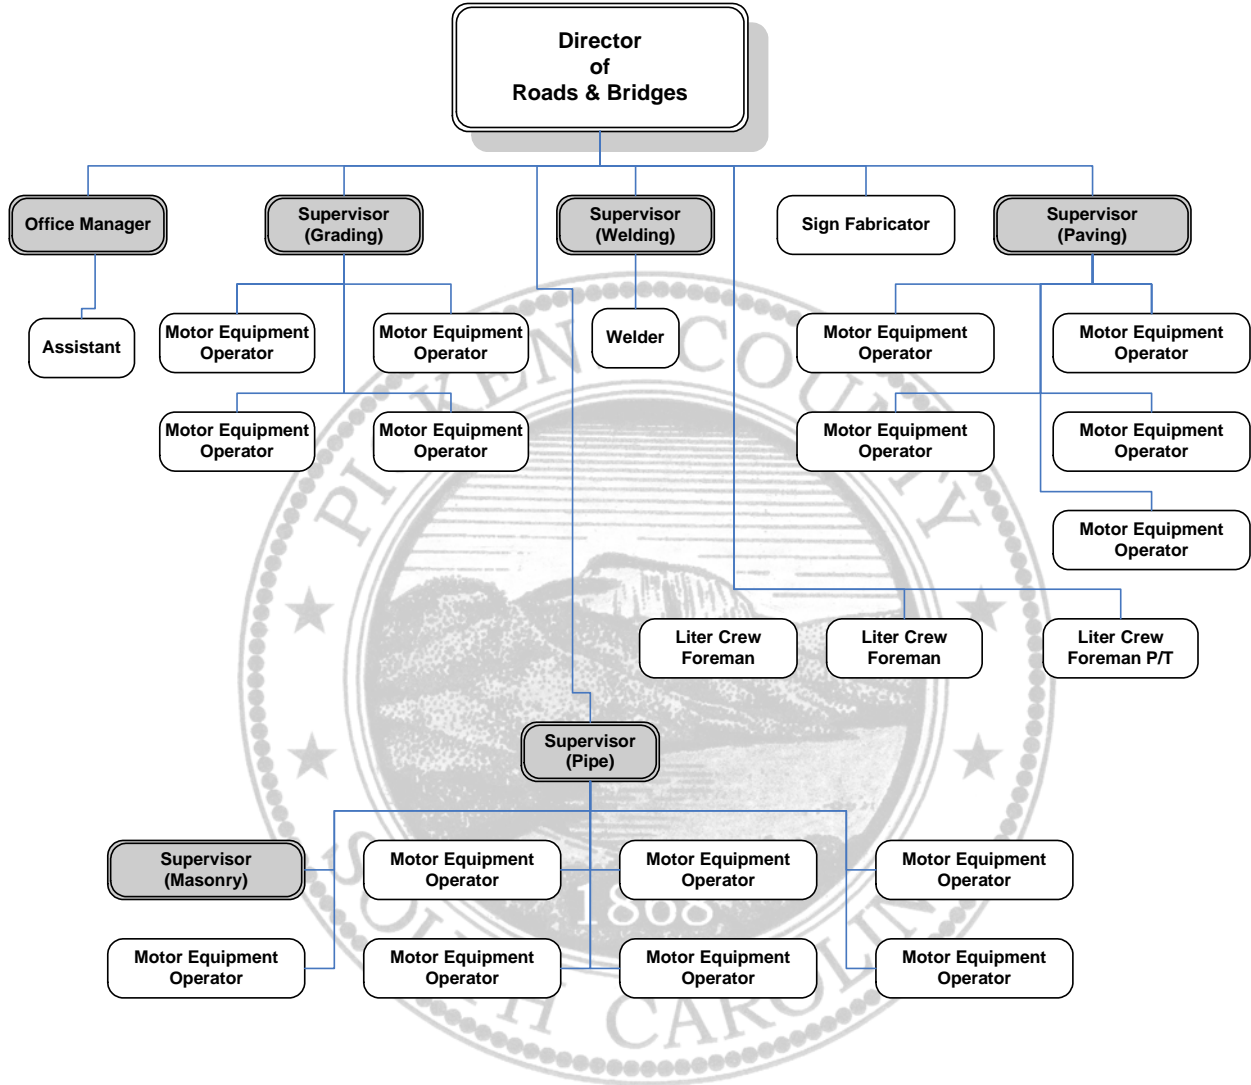 Director
of
Roads & Bridges
Office Manager
Supervisor
(Grading)
Supervisor
(Welding)
Sign Fabricator
Supervisor
(Paving)
Assistant
Motor Equipment
Operator
Motor Equipment
Operator
Welder
Motor Equipment
Operator
Motor Equipment
Operator
Motor Equipment
Operator
Motor Equipment
Operator
Motor Equipment
Operator
Motor Equipment
Operator
Motor Equipment
Operator
Liter Crew
Foreman
Liter Crew
Foreman
Liter Crew
Foreman P/T
Supervisor
(Pipe)
Supervisor
(Masonry)
Motor Equipment
Operator
Motor Equipment
Operator
Motor Equipment
Operator
Motor Equipment
Operator
Motor Equipment
Operator
Motor Equipment
Operator
Motor Equipment
Operator
1868
SOUTH CAROLINA
COUNTY